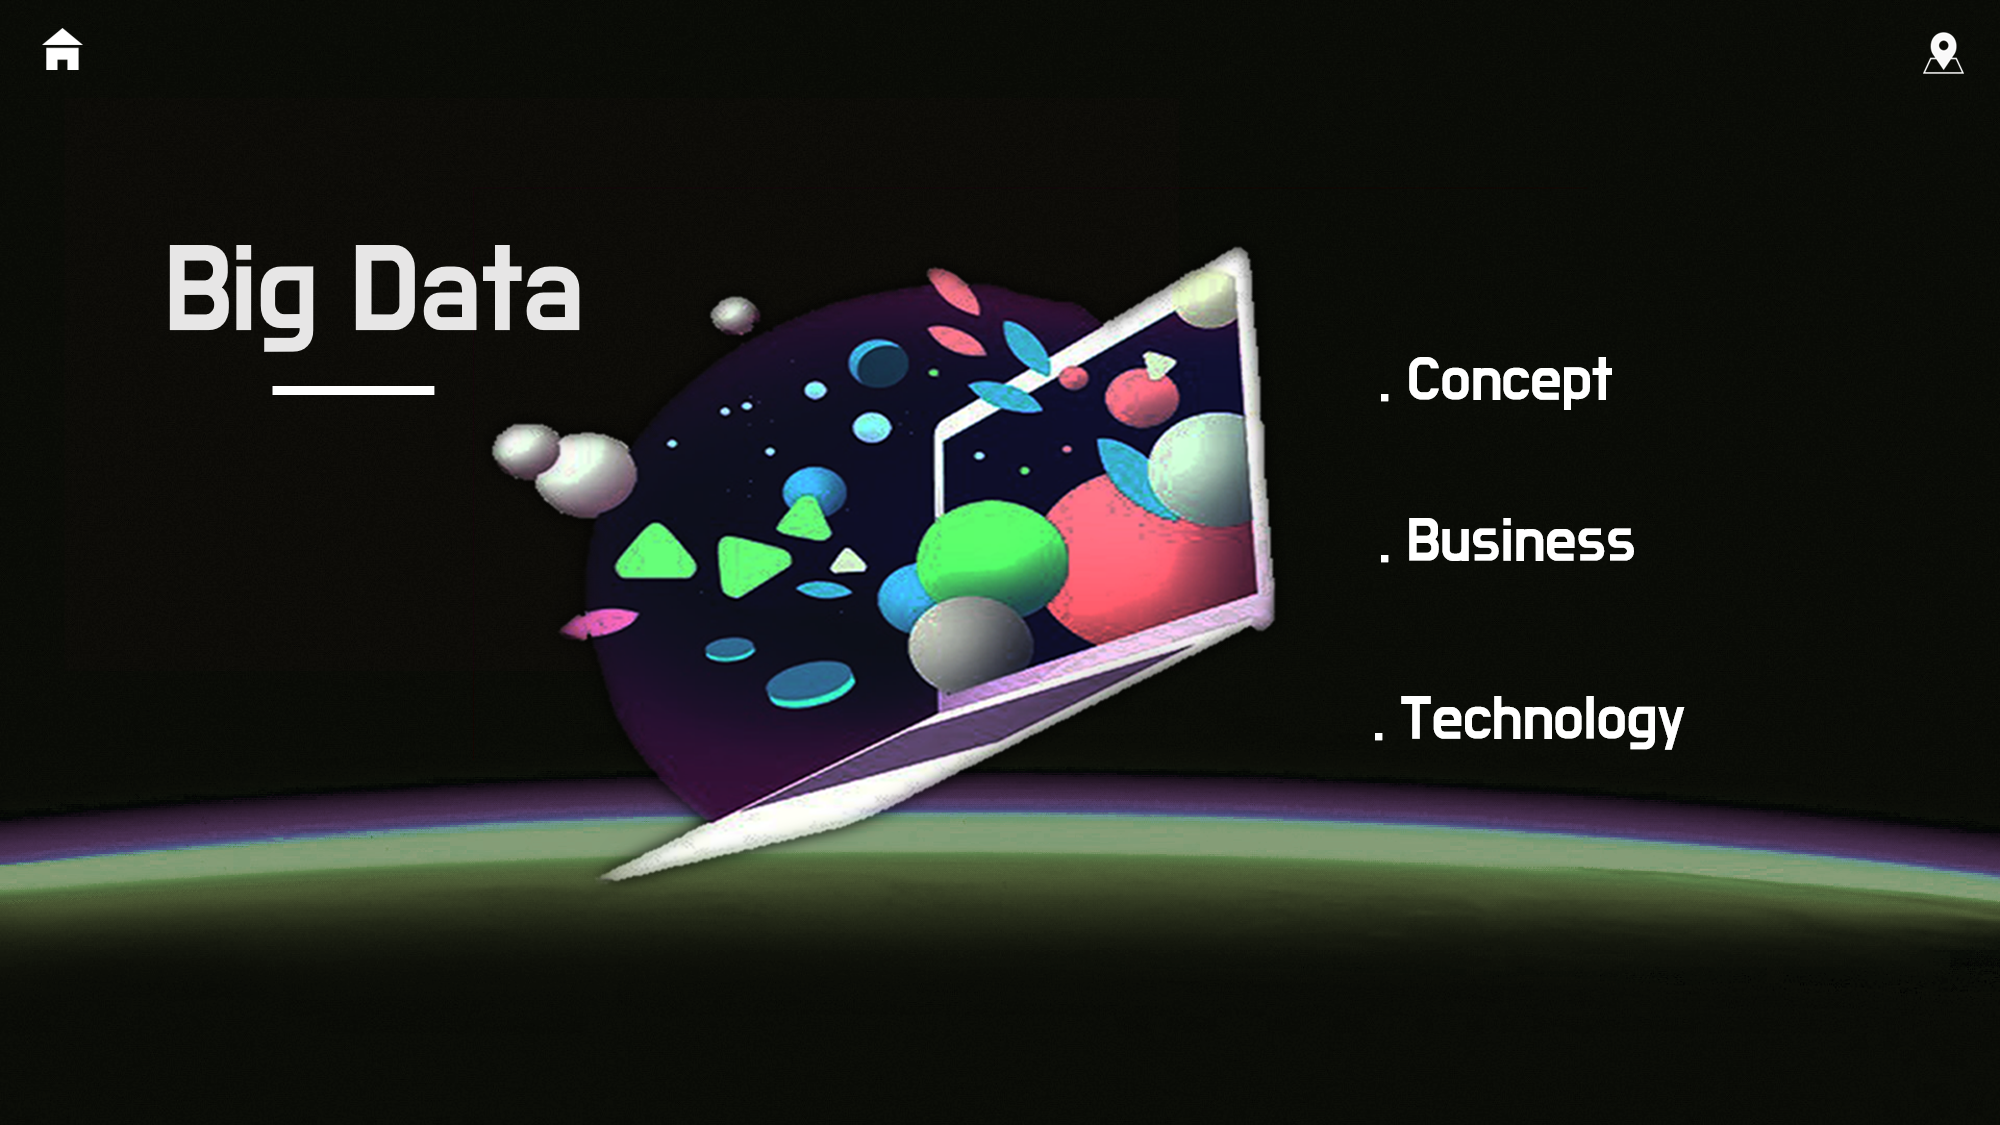 Big Data
. Concept
. Business
. Technology